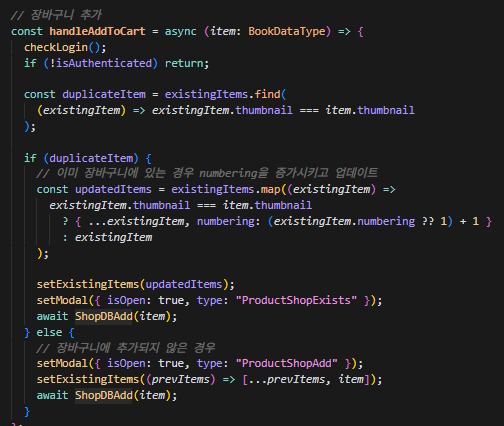 // 장바구니 추가
const handleAddToCart = async (item: BookDataType) => {
  checkLogin();
  if (!isAuthenticated) return;

  const duplicateItem = existingItems.find(
    (existingItem) => existingItem.thumbnail === item.thumbnail
  );

  if (duplicateItem) {
    // 이미 장바구니에 있는 경우 numbering을 증가시키고 업데이트
    const updatedItems = existingItems.map((existingItem) =>
      existingItem.thumbnail === item.thumbnail
        ? { ...existingItem, numbering: (existingItem.numbering ?? 1) + 1 }
        : existingItem
    );

    setExistingItems(updatedItems);
    setModal({ isOpen: true, type: "ProductShopExists" });
    await ShopDBAdd(item);
  } else {
    // 장바구니에 추가되지 않은 경우
    setModal({ isOpen: true, type: "ProductShopAdd" });
    setExistingItems((prevItems) => [...prevItems, item]);
    await ShopDBAdd(item);
  }
};